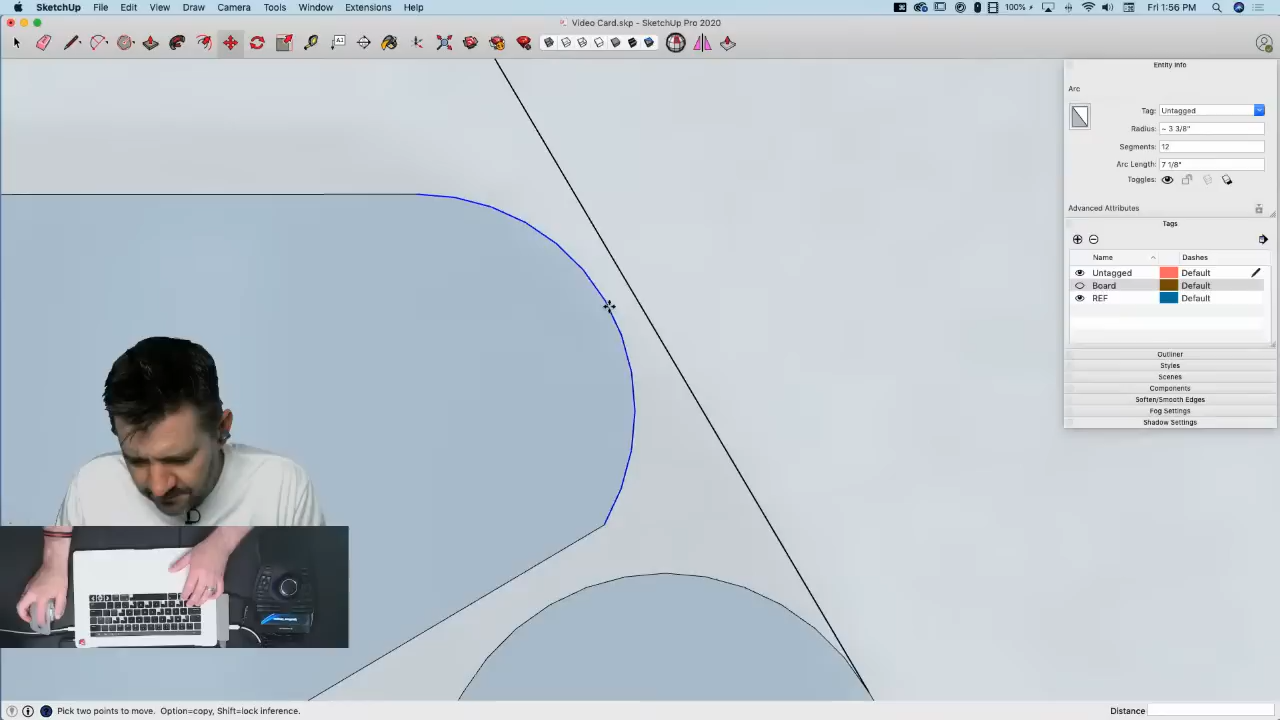 SketchUp File Edit View Draw Camera Tools Window Extensions Help 100% Fri 1:56 PM
Video Card.skp - SketchUp Pro 2020
Entity Info
Arc
Tag: Untagged
Radius: ~ 3 3/8"
Segments: 12
Arc Length: 7 1/8"
Toggles:
Advanced Attributes
Tags
Name Dashes
Untagged Default
Board Default
REF Default
Outliner
Styles
Scenes
Components
Soften/Smooth Edges
Fog Settings
Shadow Settings
Pick two points to move. Option=copy, Shift=lock inference. Distance